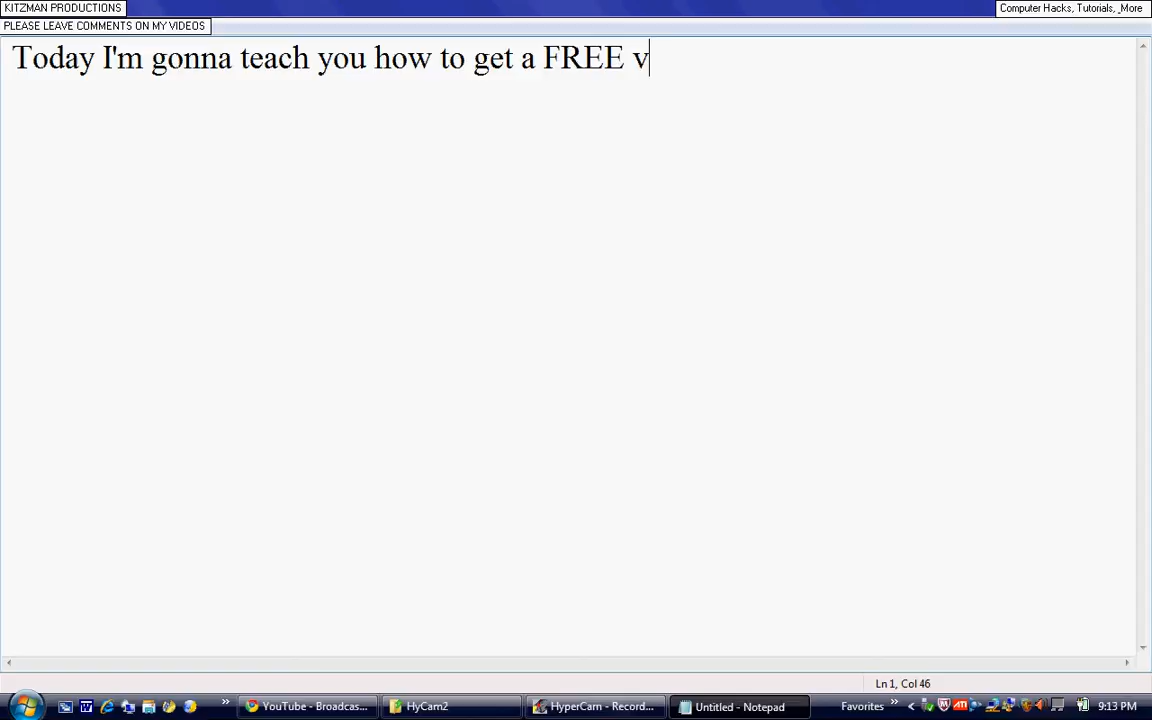 KITZMAN PRODUCTIONS
Computer Hacks, Tutorials, _More
PLEASE LEAVE COMMENTS ON MY VIDEOS
Today I'm gonna teach you how to get a FREE v
Ln 1, Col 46
YouTube - Broadcas...
HyCam2
HyperCam - Record...
Untitled - Notepad
Favorites
9:13 PM